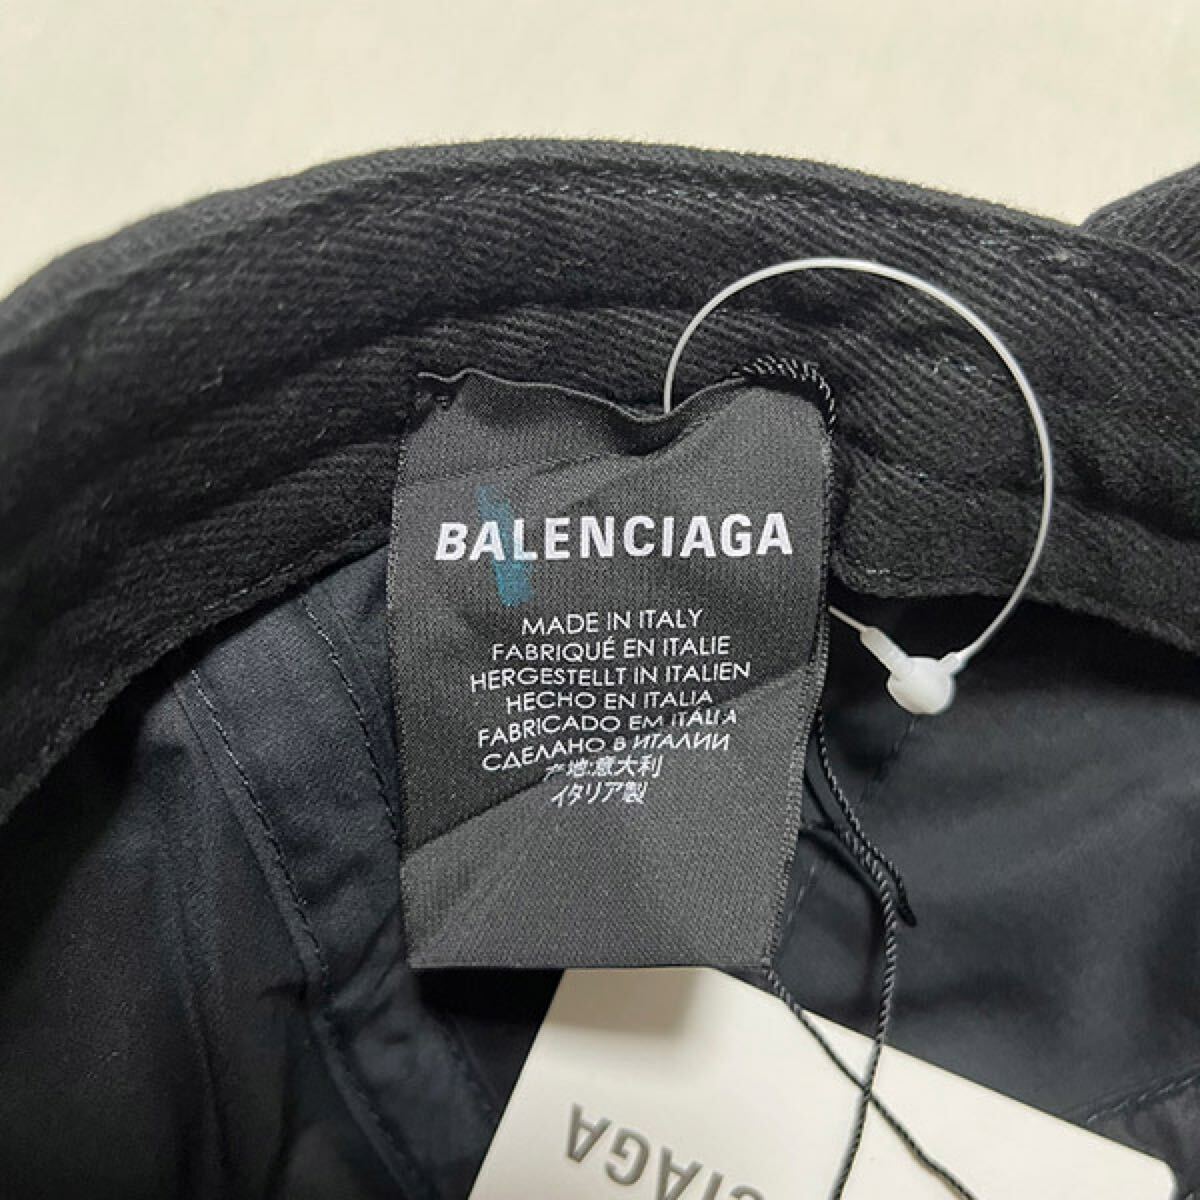 BALENCIAGA
MADE IN ITALY
FABRIQUÉ EN ITALIE
HERGESTELLT IN ITALIEN
HECHO EN ITALIA
FABRICADO EM ITÁLIA
СДЕЛАНО В ИТАЛИИ
产地:意大利
イタリア製
CIAGA